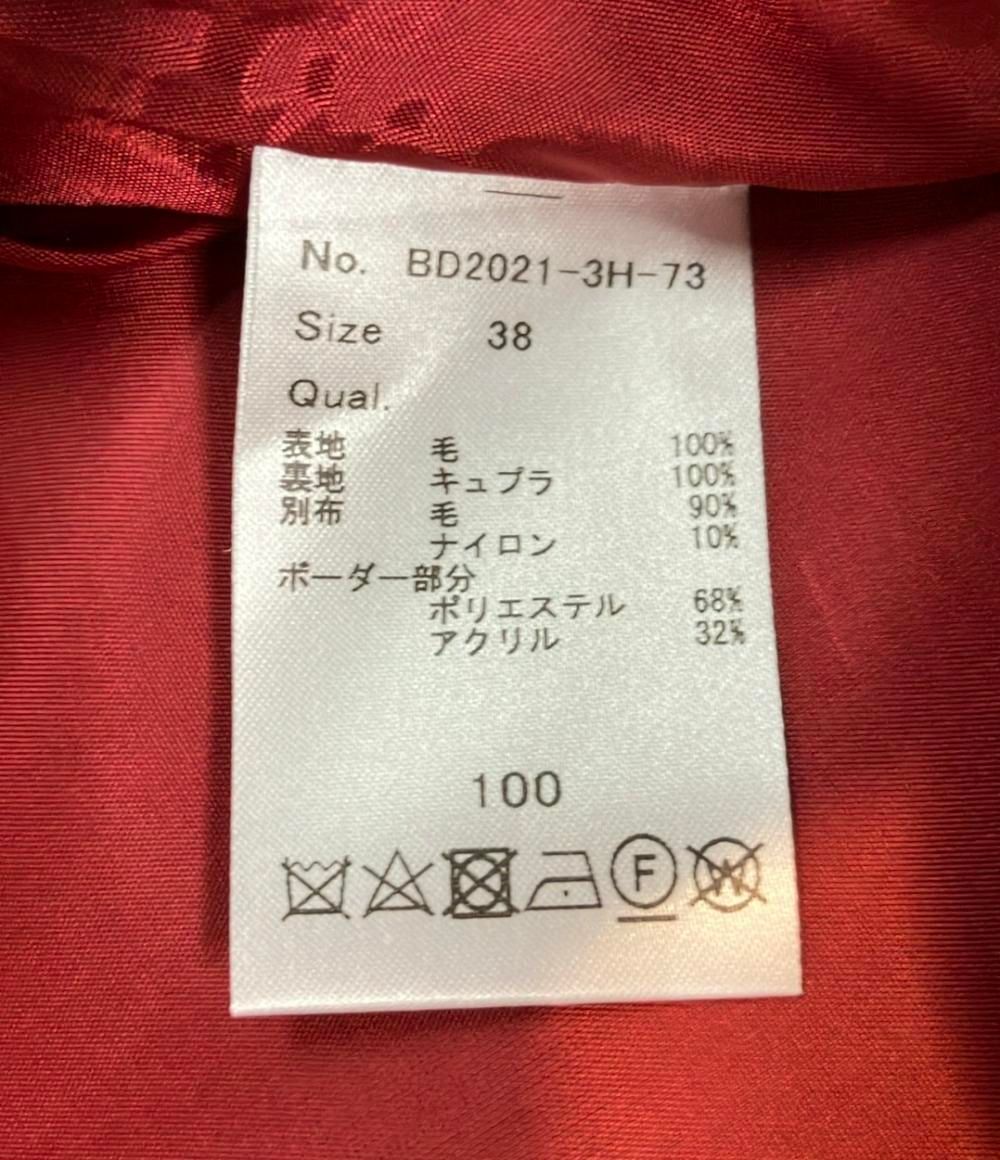 No. BD2021-3H-73
Size 38
Qual.
表地 毛 100%
裏地 キュプラ 100%
別布 毛 90%
ナイロン 10%
ボーダー部分
ポリエステル 68%
アクリル 32%
100
F W